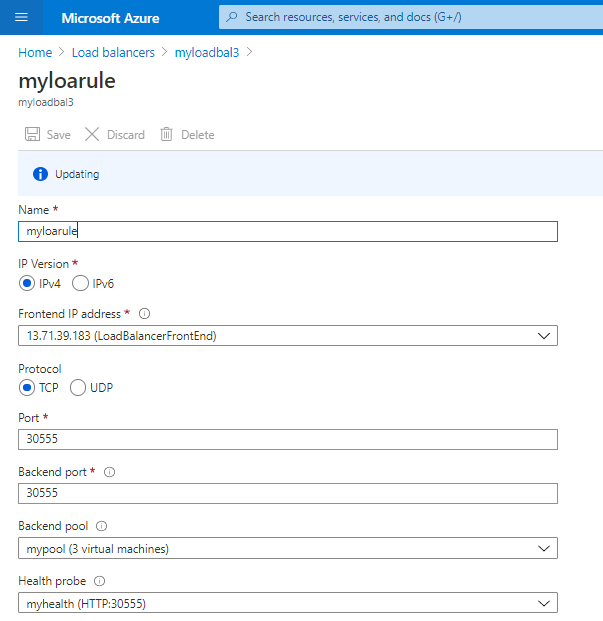 Microsoft Azure
Search resources, services, and docs (G+/)
Home > Load balancers > myloadbal3 >
myloarule
myloadbal3
Save Discard Delete
Updating
Name *
myloarule
IP Version *
IPv4 IPv6
Frontend IP address *
13.71.39.183 (LoadBalancerFrontEnd)
Protocol
TCP UDP
Port *
30555
Backend port *
30555
Backend pool
mypool (3 virtual machines)
Health probe
myhealth (HTTP:30555)